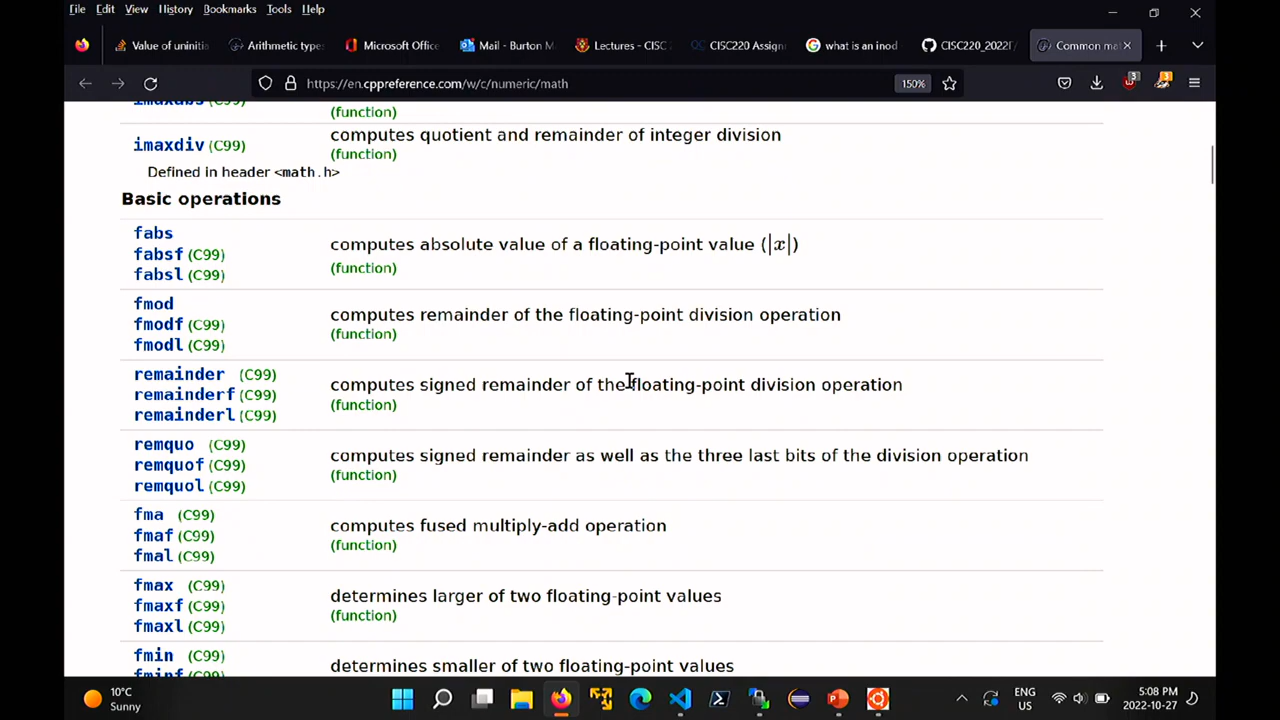 File Edit View History Bookmarks Tools Help
Value of uninitia
Arithmetic types
Microsoft Office
Mail - Burton M
Lectures - CISC
CISC220 Assign
what is an inod
CISC220_2022F
Common ma
https://en.cppreference.com/w/c/numeric/math
150%
3
3
(function)
imaxdiv (C99) computes quotient and remainder of integer division
(function)
Defined in header <math.h>
Basic operations
fabs
fabsf (C99)
fabsl (C99)
computes absolute value of a floating-point value (|x|)
(function)
fmod
fmodf (C99)
fmodl (C99)
computes remainder of the floating-point division operation
(function)
remainder (C99)
remainderf (C99)
remainderl (C99)
computes signed remainder of the floating-point division operation
(function)
remquo (C99)
remquof (C99)
remquol (C99)
computes signed remainder as well as the three last bits of the division operation
(function)
fma (C99)
fmaf (C99)
fmal (C99)
computes fused multiply-add operation
(function)
fmax (C99)
fmaxf (C99)
fmaxl (C99)
determines larger of two floating-point values
(function)
fmin (C99)
determines smaller of two floating-point values
10°C
Sunny
ENG
US
5:08 PM
2022-10-27